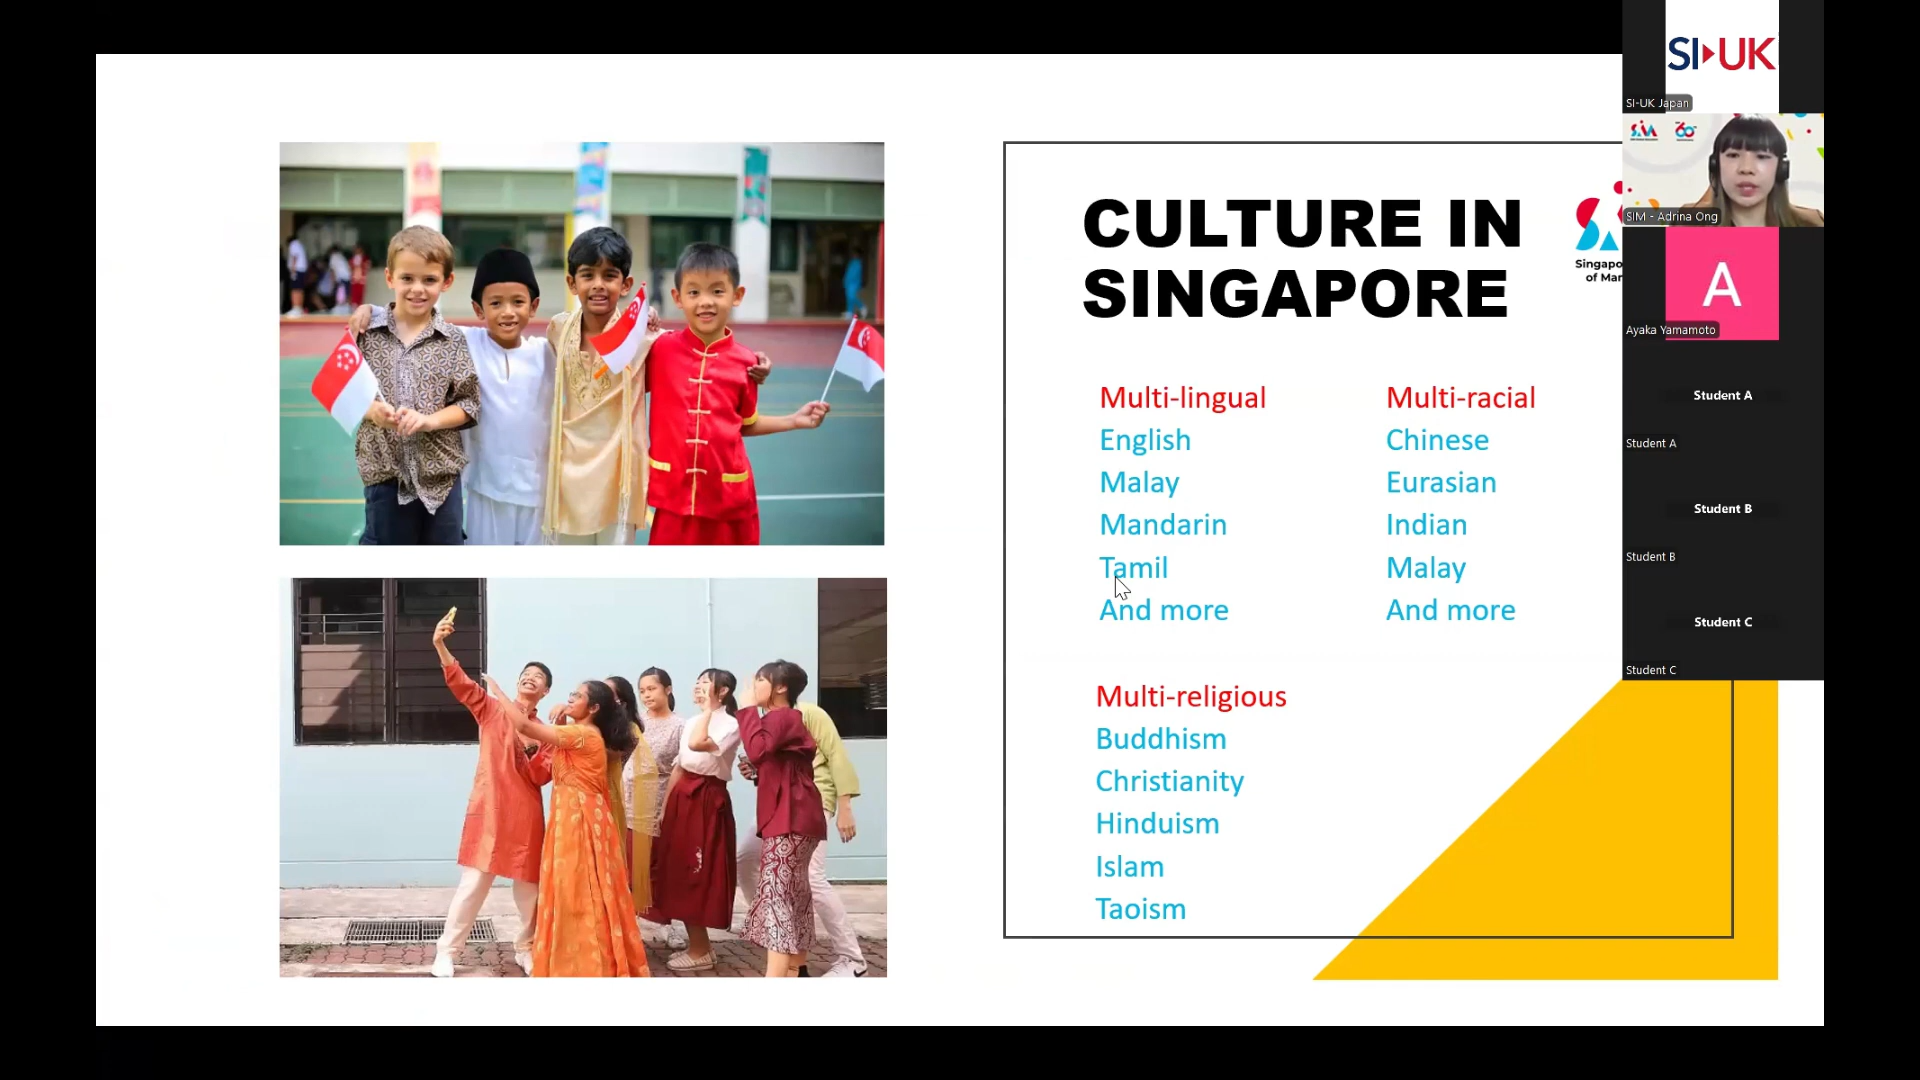 CULTURE IN
SINGAPORE
Multi-lingual
English
Malay
Mandarin
Tamil
And more
Multi-racial
Chinese
Eurasian
Indian
Malay
And more
Multi-religious
Buddhism
Christianity
Hinduism
Islam
Taoism
SI UK
SI-UK Japan
SIM 60
SIM - Adrina Ong
A
Ayaka Yamamoto
Student A
Student A
Student B
Student B
Student C
Student C